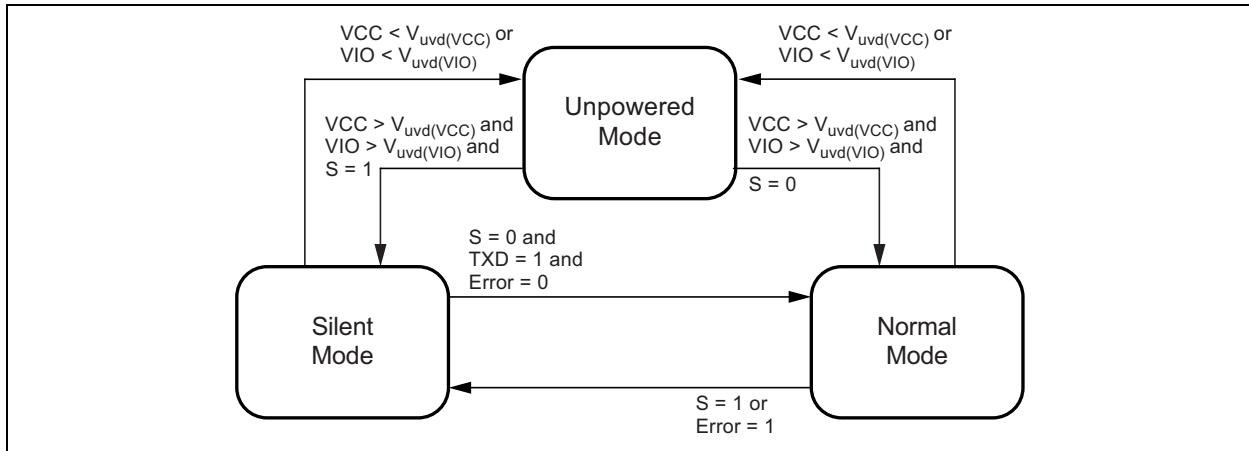 VCC < Vuvd(VCC) or
VIO < Vuvd(VIO)
VCC < Vuvd(VCC) or
VIO < Vuvd(VIO)
Unpowered
Mode
VCC > Vuvd(VCC) and
VIO > Vuvd(VIO) and
S = 1
VCC > Vuvd(VCC) and
VIO > Vuvd(VIO) and
S = 0
S = 0 and
TXD = 1 and
Error = 0
Silent
Mode
Normal
Mode
S = 1 or
Error = 1